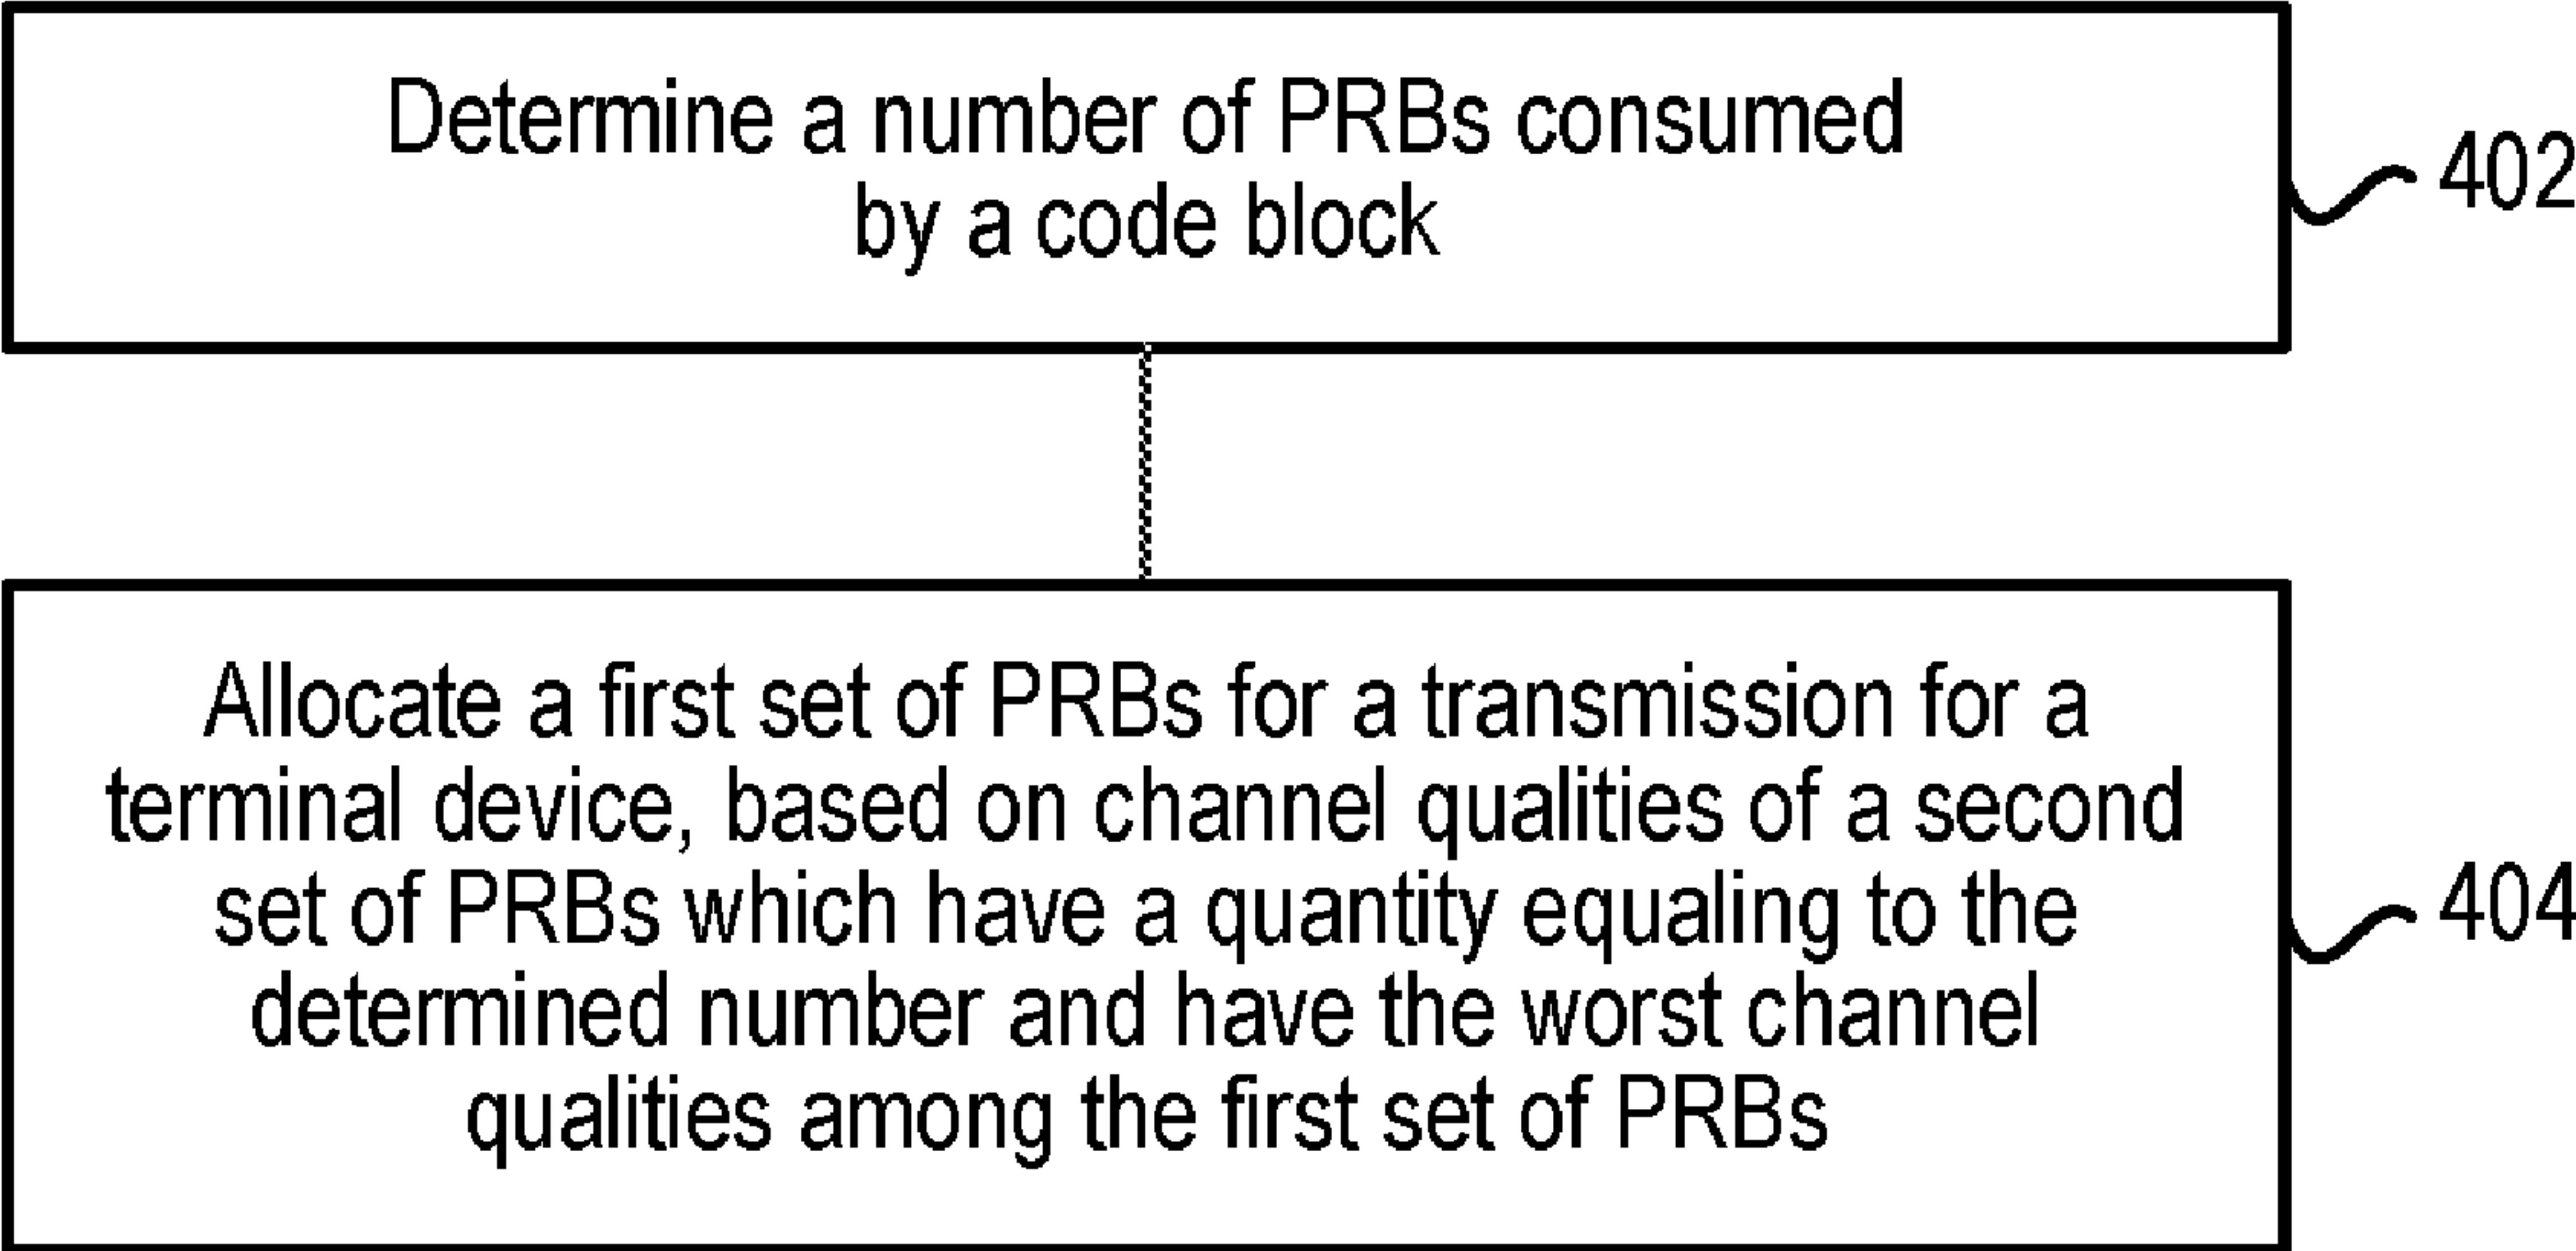 Determine a number of PRBs consumed
by a code block
402
Allocate a first set of PRBs for a transmission for a
terminal device, based on channel qualities of a second
set of PRBs which have a quantity equaling to the
determined number and have the worst channel
qualities among the first set of PRBs
404